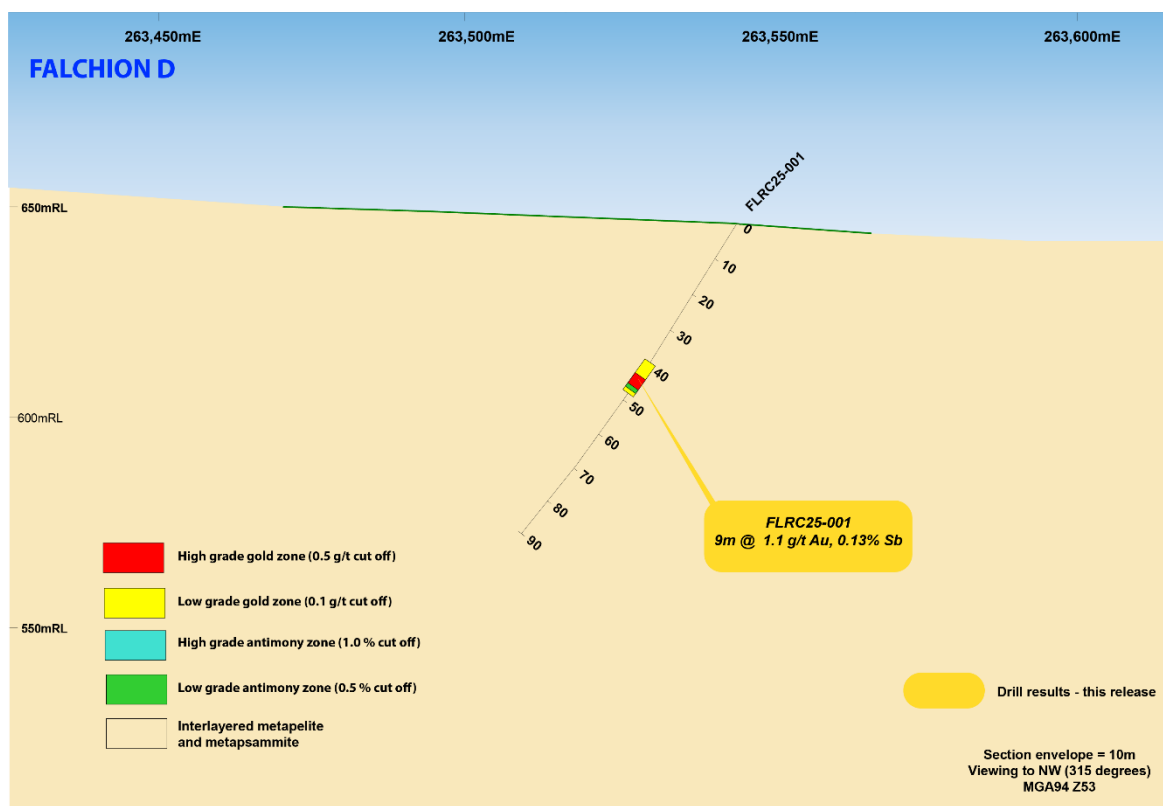 263,450mE
263,500mE
263,550mE
263,600mE
FALCHION D
FLRC25-001
650mRL
0
10
20
30
40
50
60
70
80
90
600mRL
550mRL
FLRC25-001
9m @ 1.1 g/t Au, 0.13% Sb
High grade gold zone (0.5 g/t cut off)
Low grade gold zone (0.1 g/t cut off)
High grade antimony zone (1.0 % cut off)
Low grade antimony zone (0.5 % cut off)
Interlayered metapelite
and metapsammite
Drill results - this release
Section envelope = 10m
Viewing to NW (315 degrees)
MGA94 Z53